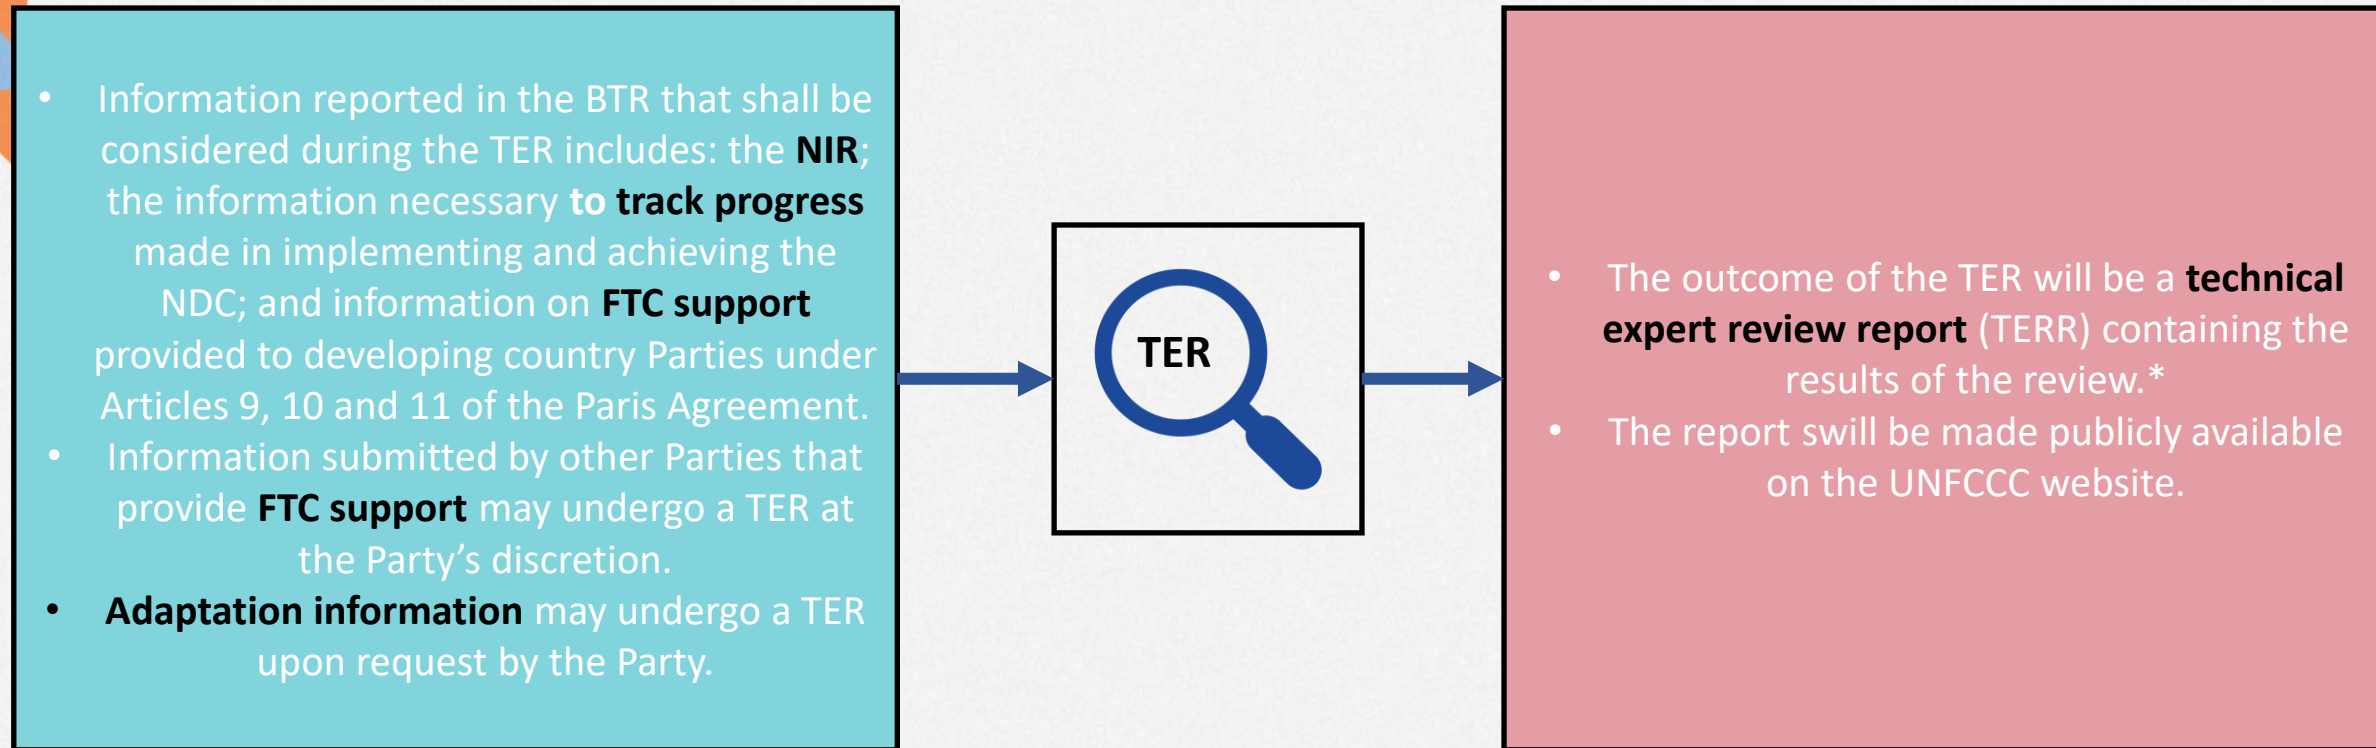 • Information reported in the BTR that shall be
considered during the TER includes: the NIR;
the information necessary to track progress
made in implementing and achieving the
NDC; and information on FTC support
provided to developing country Parties under
Articles 9, 10 and 11 of the Paris Agreement.
• Information submitted by other Parties that
provide FTC support may undergo a TER at
the Party’s discretion.
• Adaptation information may undergo a TER
upon request by the Party.
TER
• The outcome of the TER will be a technical
expert review report (TERR) containing the
results of the review.*
• The report swill be made publicly available
on the UNFCCC website.